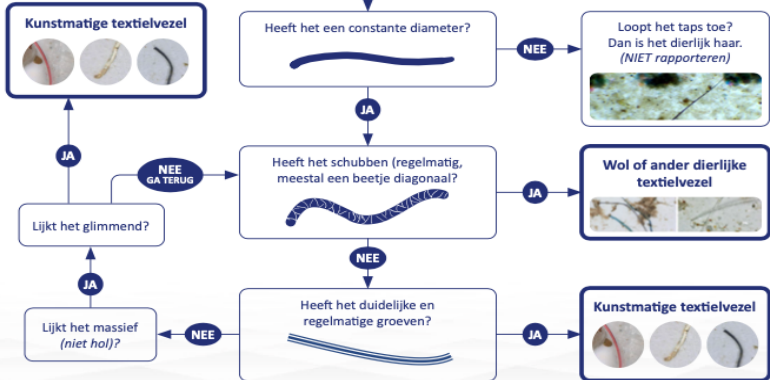 Kunstmatige textielvezel
Heeft het een constante diameter?
NEE
Loopt het taps toe?
Dan is het dierlijk haar.
(NIET rapporteren)
JA
JA
NEE
GA TERUG
Heeft het schubben (regelmatig,
meestal een beetje diagonaal?
JA
Wol of ander dierlijke
textielvezel
Lijkt het glimmend?
NEE
JA
Lijkt het massief
(niet hol)?
NEE
Heeft het duidelijke en
regelmatige groeven?
JA
Kunstmatige textielvezel